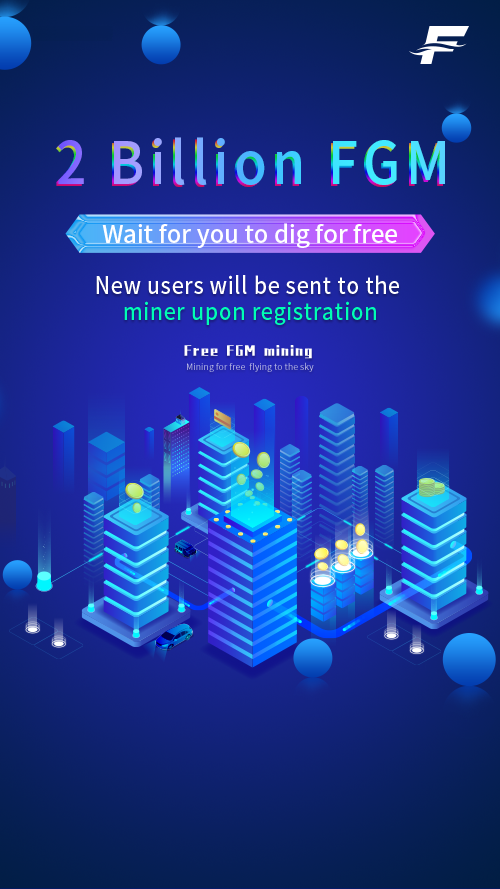 2 Billion FGM
Wait for you to dig for free
New users will be sent to the
miner upon registration
Free FGM mining
Mining for free flying to the sky